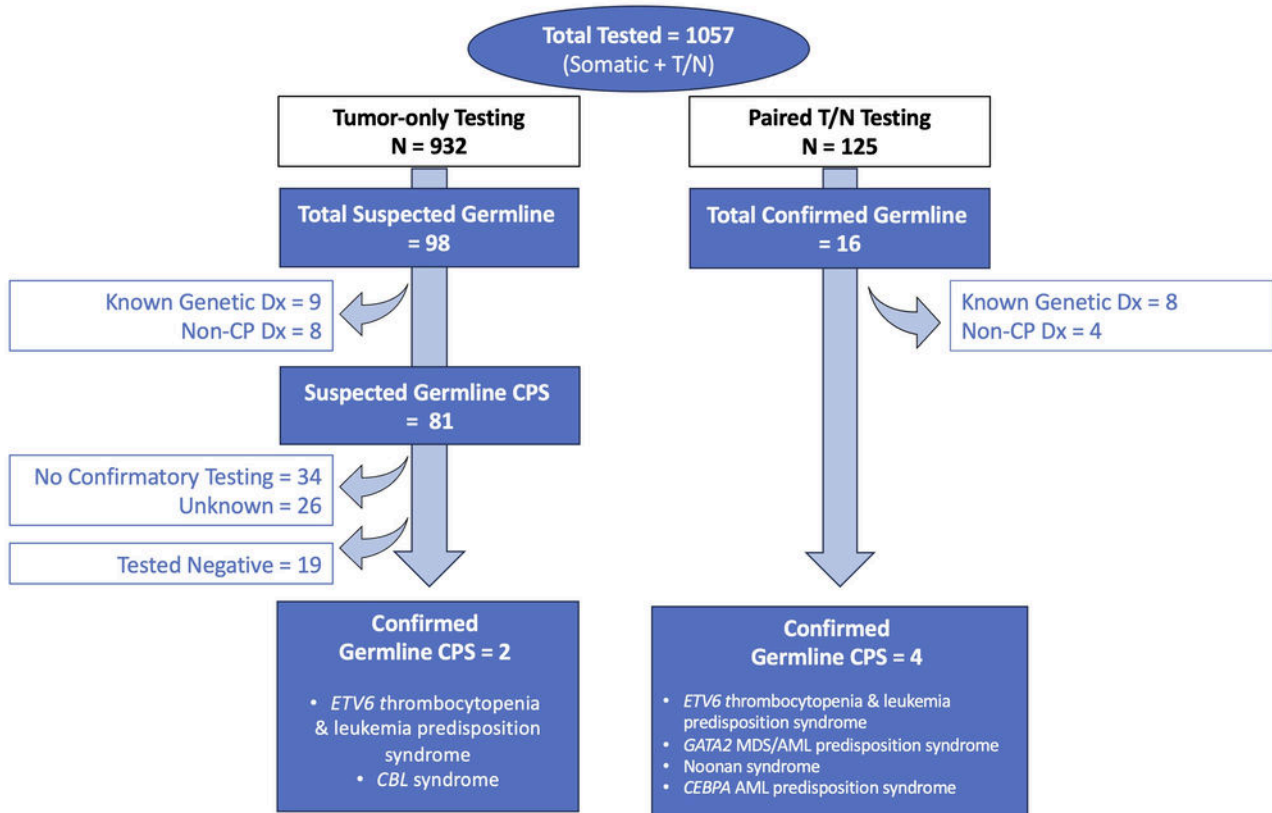 Total Tested = 1057
(Somatic + T/N)
Tumor-only Testing
N = 932
Paired T/N Testing
N = 125
Total Suspected Germline
= 98
Total Confirmed Germline
= 16
Known Genetic Dx = 9
Non-CP Dx = 8
Known Genetic Dx = 8
Non-CP Dx = 4
Suspected Germline CPS
= 81
No Confirmatory Testing = 34
Unknown = 26
Tested Negative = 19
Confirmed
Germline CPS = 2
• ETV6 thrombocytopenia
& leukemia predisposition
syndrome
• CBL syndrome
Confirmed
Germline CPS = 4
• ETV6 thrombocytopenia & leukemia
predisposition syndrome
• GATA2 MDS/AML predisposition syndrome
• Noonan syndrome
• CEBPA AML predisposition syndrome